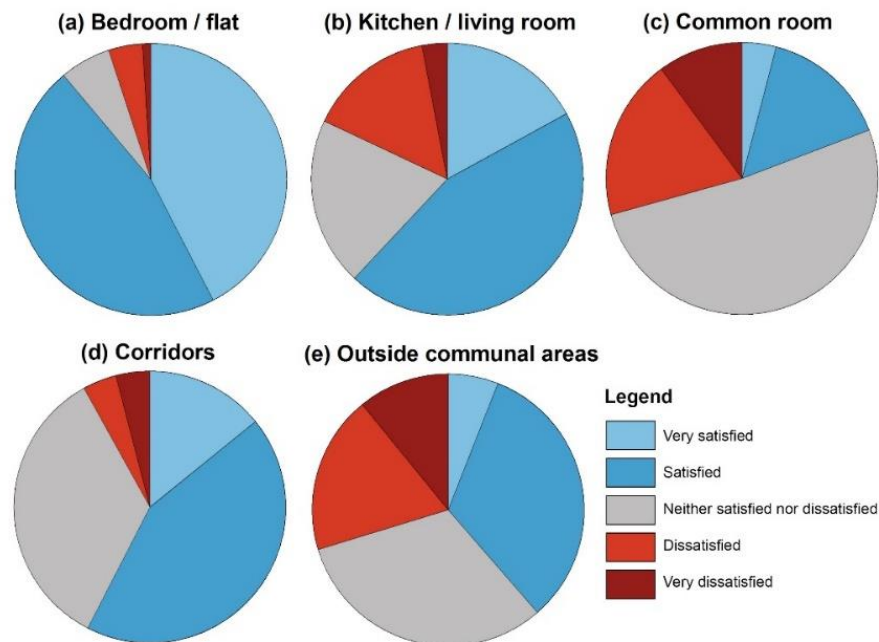 (a) Bedroom / flat
(b) Kitchen / living room
(c) Common room
(d) Corridors
(e) Outside communal areas
Legend
Very satisfied
Satisfied
Neither satisfied nor dissatisfied
Dissatisfied
Very dissatisfied